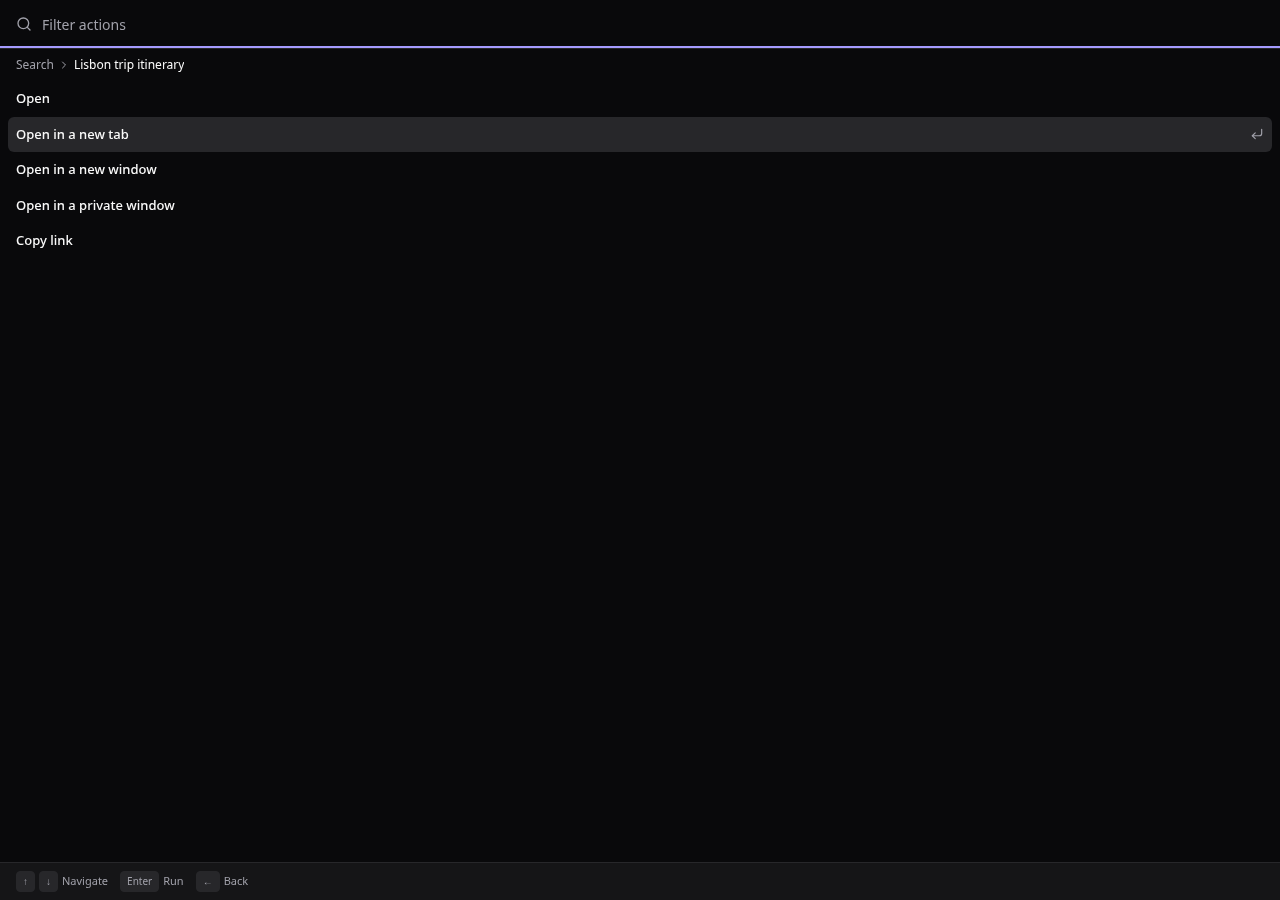 Filter actions
Search > Lisbon trip itinerary
Open
Open in a new tab
Open in a new window
Open in a private window
Copy link
↑ ↓ Navigate Enter Run ← Back